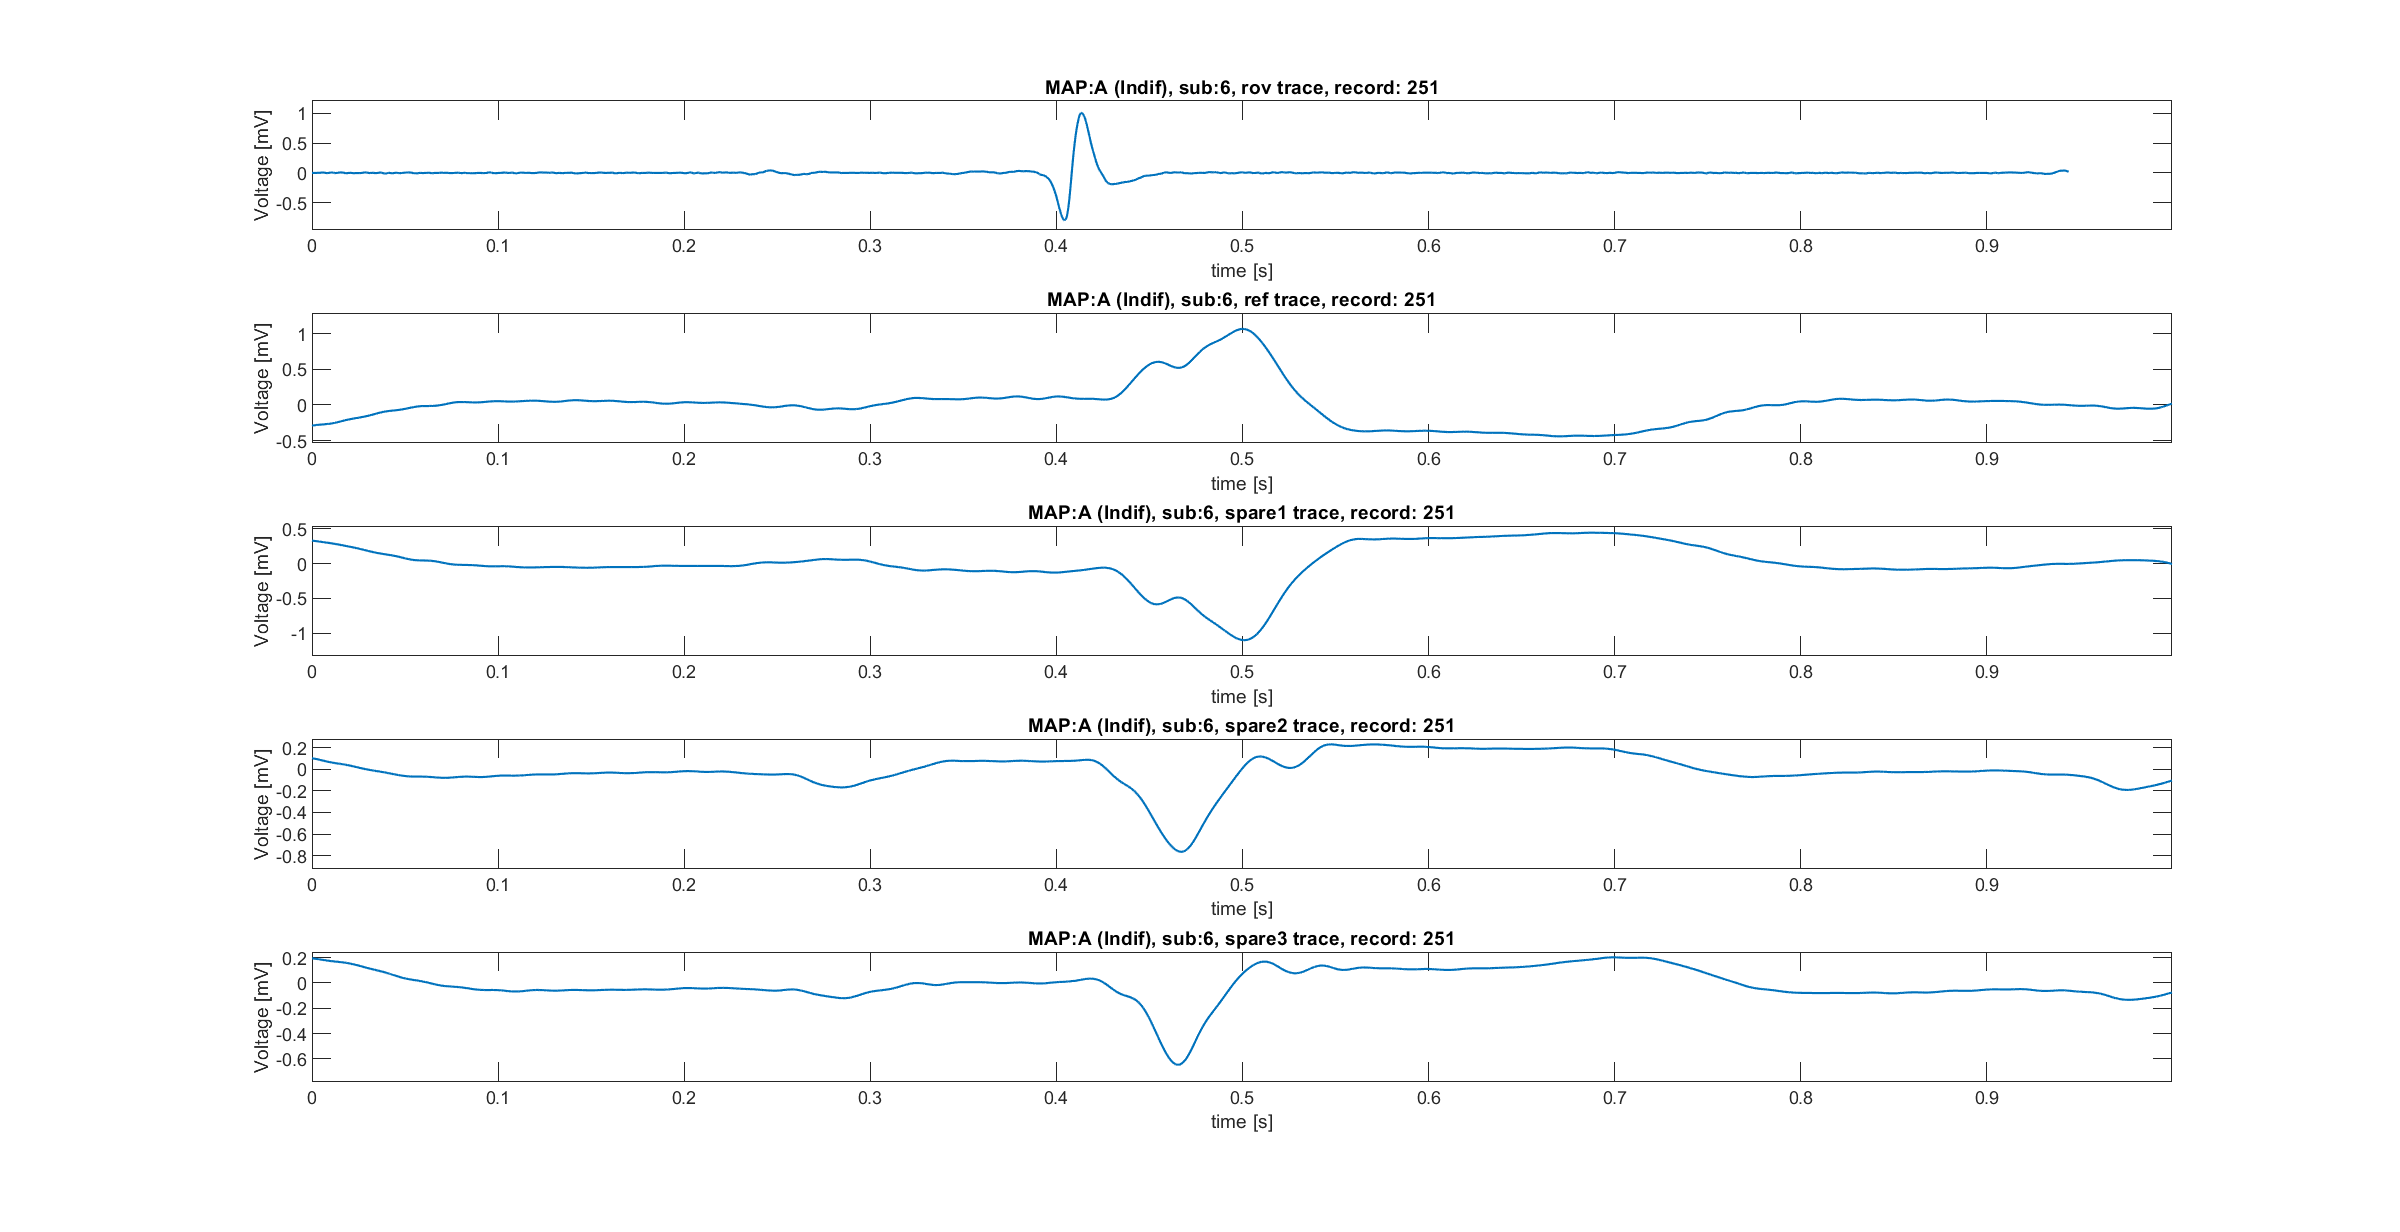 MAP:A (Indif), sub:6, rov trace, record: 251
Voltage [mV]
1
0.5
0
-0.5
0 0.1 0.2 0.3 0.4 0.5 0.6 0.7 0.8 0.9
time [s]
MAP:A (Indif), sub:6, ref trace, record: 251
Voltage [mV]
1
0.5
0
-0.5
0 0.1 0.2 0.3 0.4 0.5 0.6 0.7 0.8 0.9
time [s]
MAP:A (Indif), sub:6, spare1 trace, record: 251
Voltage [mV]
0.5
0
-0.5
-1
0 0.1 0.2 0.3 0.4 0.5 0.6 0.7 0.8 0.9
time [s]
MAP:A (Indif), sub:6, spare2 trace, record: 251
Voltage [mV]
0.2
0
-0.2
-0.4
-0.6
-0.8
0 0.1 0.2 0.3 0.4 0.5 0.6 0.7 0.8 0.9
time [s]
MAP:A (Indif), sub:6, spare3 trace, record: 251
Voltage [mV]
0.2
0
-0.2
-0.4
-0.6
0 0.1 0.2 0.3 0.4 0.5 0.6 0.7 0.8 0.9
time [s]